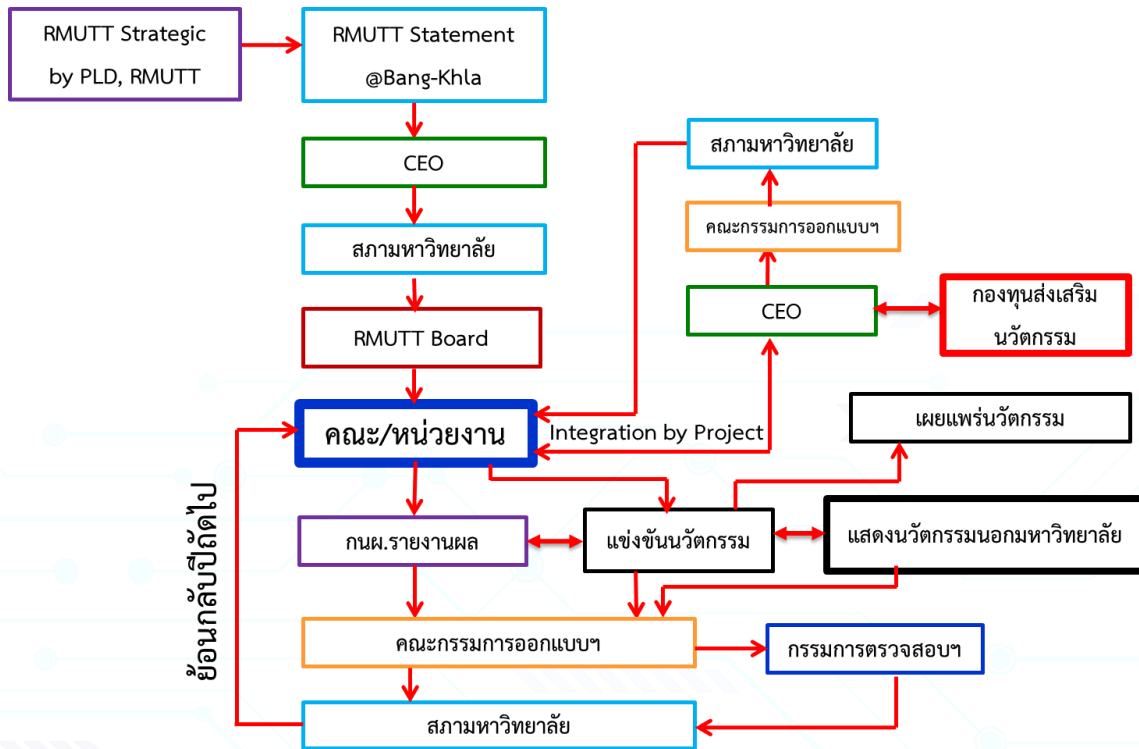 RMUTT Strategic
by PLD, RMUTT
RMUTT Statement
@Bang-Khla
CEO
สภามหาวิทยาลัย
RMUTT Board
คณะ/หน่วยงาน
Integration by Project
สภามหาวิทยาลัย
คณะกรรมการออกแบบฯ
CEO
กองทุนส่งเสริม
นวัตกรรม
เผยแพร่นวัตกรรม
กนผ.รายงานผล
แข่งขันนวัตกรรม
แสดงนวัตกรรมนอกมหาวิทยาลัย
คณะกรรมการออกแบบฯ
กรรมการตรวจสอบฯ
สภามหาวิทยาลัย
ย้อนกลับปีถัดไป